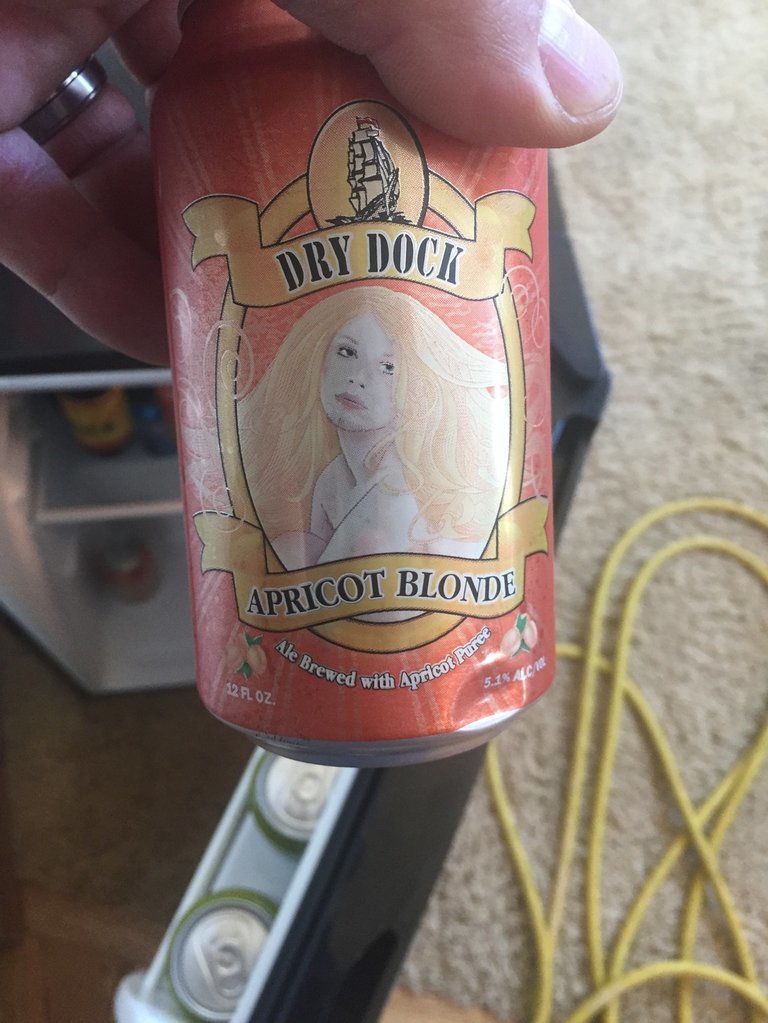 DRY DOCK
APRICOT BLONDE
Ale Brewed with Apricot Puree
12 FL OZ.
5.1% ALC/VOL